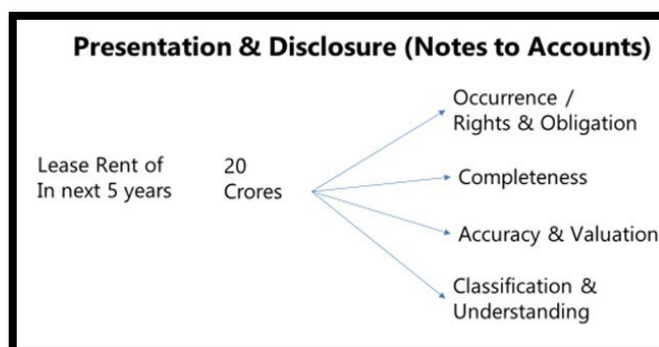 Presentation & Disclosure (Notes to Accounts)
Occurrence /
Rights & Obligation
Lease Rent of 20
In next 5 years Crores
Completeness
Accuracy & Valuation
Classification &
Understanding